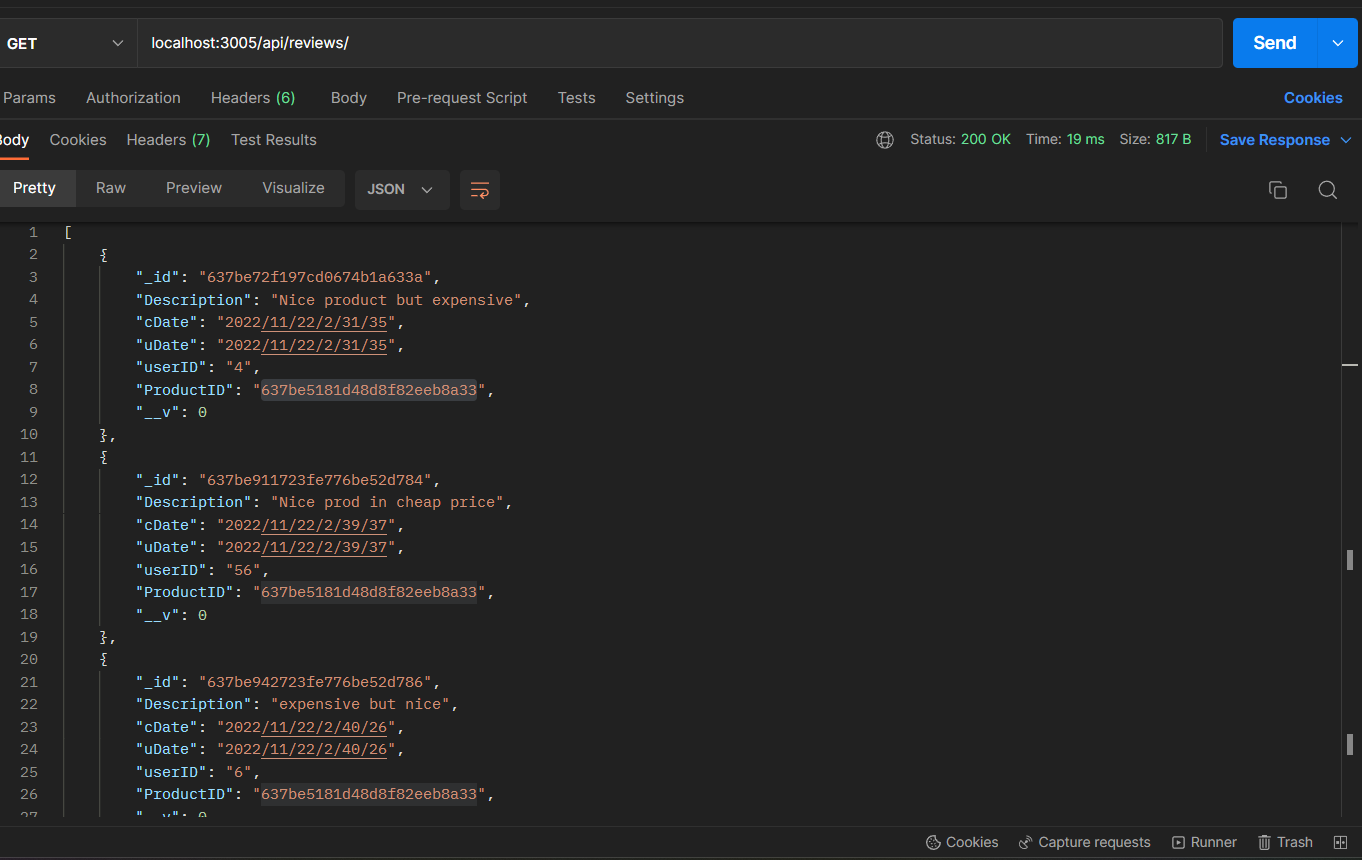 GET localhost:3005/api/reviews/ Send
Params Authorization Headers (6) Body Pre-request Script Tests Settings Cookies
Body Cookies Headers (7) Test Results Status: 200 OK Time: 19 ms Size: 817 B Save Response
Pretty Raw Preview Visualize JSON
1 [
2 {
3 "_id": "637be72f197cd0674b1a633a",
4 "Description": "Nice product but expensive",
5 "cDate": "2022/11/22/2/31/35",
6 "uDate": "2022/11/22/2/31/35",
7 "userID": "4",
8 "ProductID": "637be5181d48d8f82eeb8a33",
9 "__v": 0
10 },
11 {
12 "_id": "637be911723fe776be52d784",
13 "Description": "Nice prod in cheap price",
14 "cDate": "2022/11/22/2/39/37",
15 "uDate": "2022/11/22/2/39/37",
16 "userID": "56",
17 "ProductID": "637be5181d48d8f82eeb8a33",
18 "__v": 0
19 },
20 {
21 "_id": "637be942723fe776be52d786",
22 "Description": "expensive but nice",
23 "cDate": "2022/11/22/2/40/26",
24 "uDate": "2022/11/22/2/40/26",
25 "userID": "6",
26 "ProductID": "637be5181d48d8f82eeb8a33",
27 "__v": 0
Cookies Capture requests Runner Trash